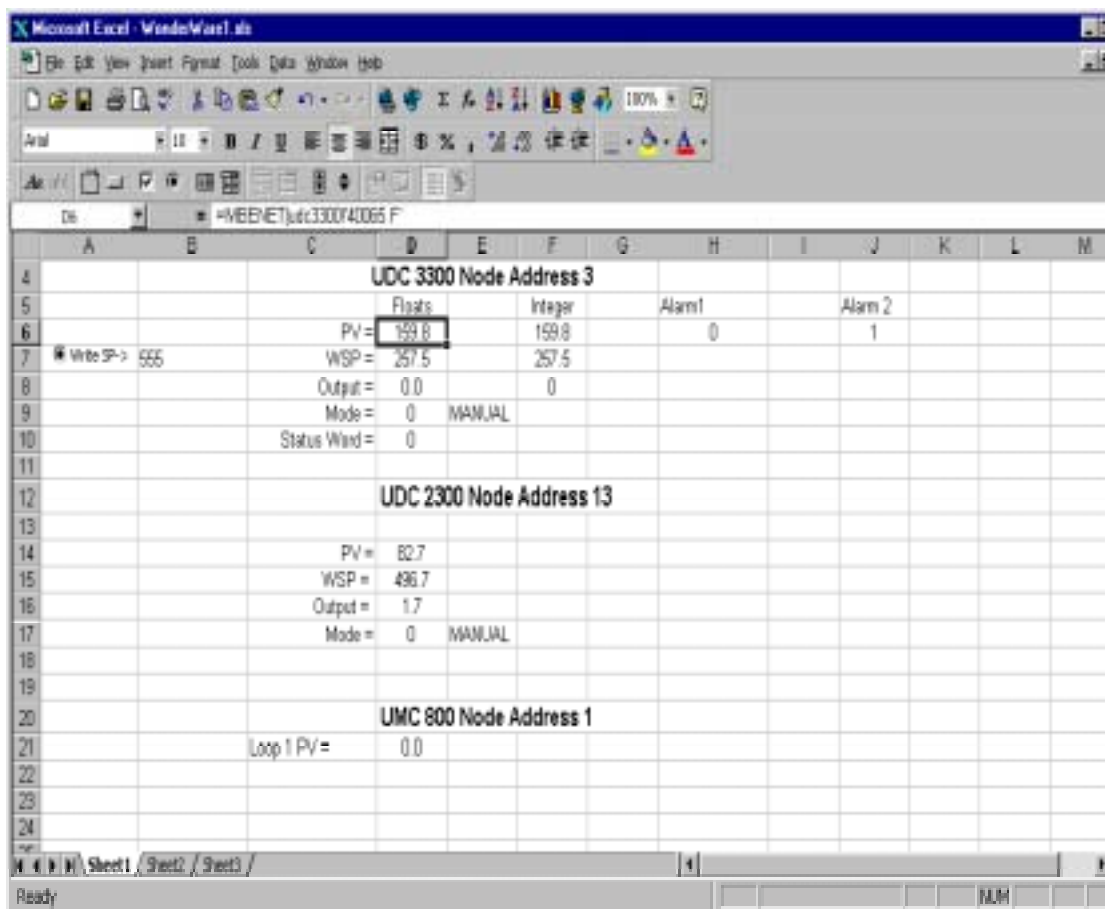 Microsoft Excel - WonderWare1.xls
File Edit View Insert Format Tools Data Window Help
100%
Arial 10 B I U $ % ,
D6 = =MBENET|udc3300!'40065 F'
A B C D E F G H I J K L M
4 UDC 3300 Node Address 3
5 Floats Integer Alarm1 Alarm 2
6 PV = 159.8 159.8 0 1
7 Write SP-> 555 WSP = 257.5 257.5
8 Output = 0.0 0
9 Mode = 0 MANUAL
10 Status Word = 0
11
12 UDC 2300 Node Address 13
13
14 PV = 82.7
15 WSP = 496.7
16 Output = 1.7
17 Mode = 0 MANUAL
18
19
20 UMC 800 Node Address 1
21 Loop 1 PV = 0.0
22
23
24
Sheet1 Sheet2 Sheet3
Ready NUM